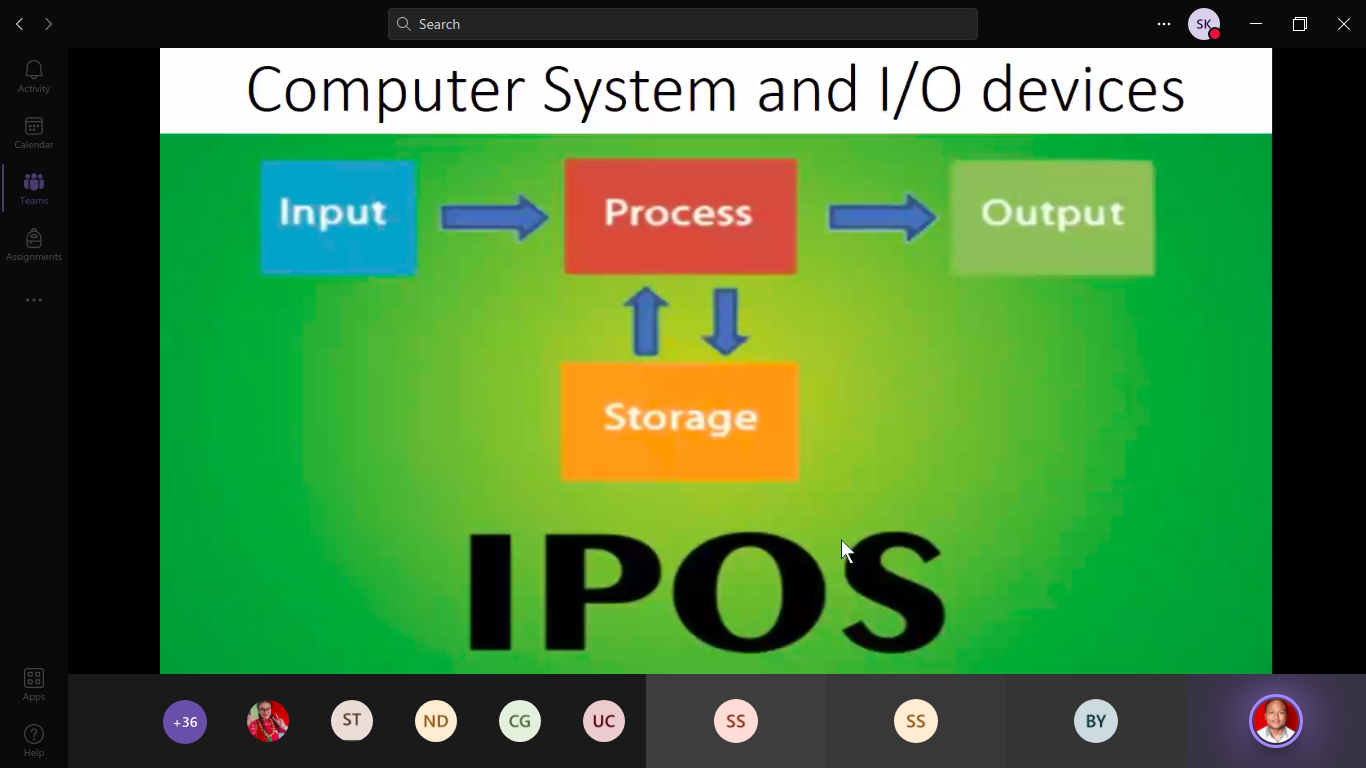 Search
SK
Activity
Calendar
Teams
Assignments
Apps
Help
Computer System and I/O devices
Input
Process
Output
Storage
IPOS
+36
ST
ND
CG
UC
SS
SS
BY